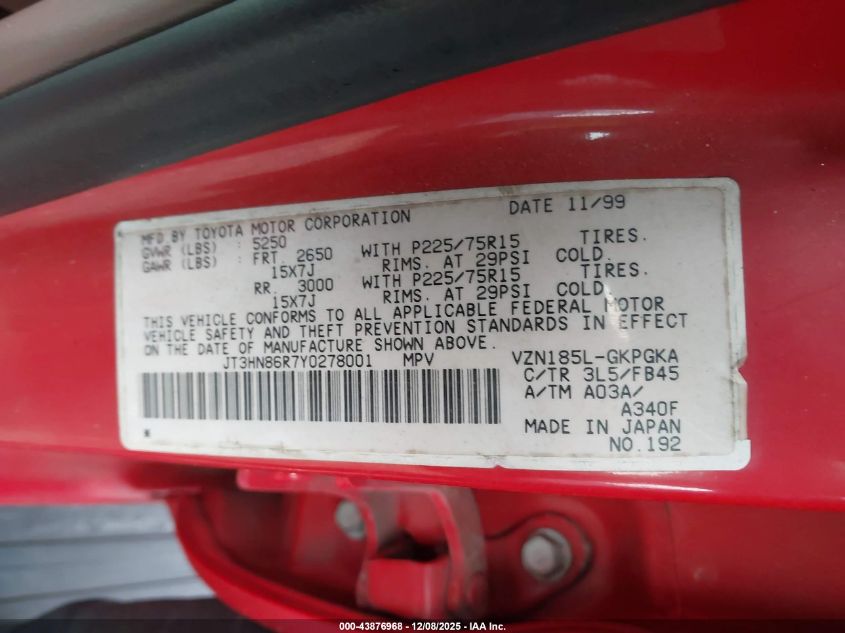 MFD BY TOYOTA MOTOR CORPORATION DATE 11/99
GVWR (LBS) : 5250
GAWR (LBS) : FRT. 2650 WITH P225/75R15 TIRES.
15X7J RIMS. AT 29PSI COLD.
RR. 3000 WITH P225/75R15 TIRES.
15X7J RIMS. AT 29PSI COLD.
THIS VEHICLE CONFORMS TO ALL APPLICABLE FEDERAL MOTOR
VEHICLE SAFETY AND THEFT PREVENTION STANDARDS IN EFFECT
ON THE DATE OF MANUFACTURE SHOWN ABOVE.
JT3HN86R7Y0278001 MPV VZN185L-GKPGKA
C/TR 3L5/FB45
A/TM A03A/
A340F
MADE IN JAPAN
NO.192
000-43876968 - 12/08/2025 - IAA Inc.